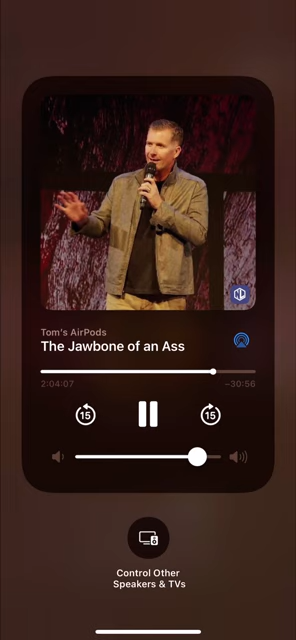 Tom's AirPods
The Jawbone of an Ass
2:04:07
-30:56
15
15
Control Other
Speakers & TVs